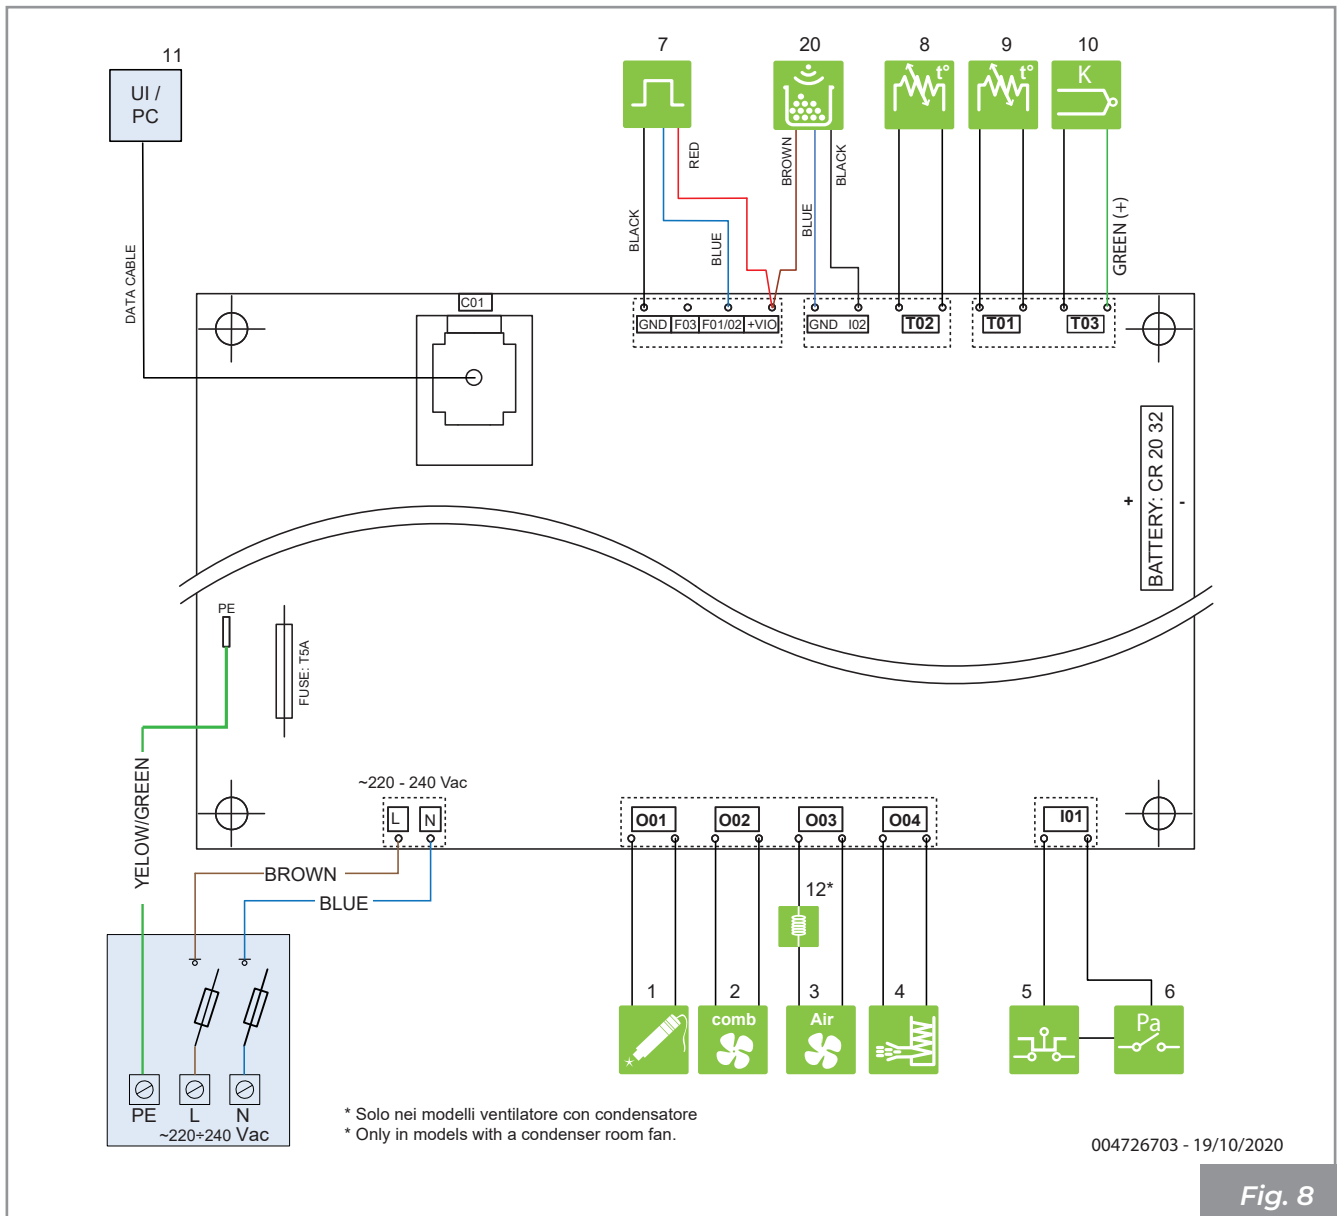 11
7
20
8
9
10
UI /
PC
t°
t°
K
RED
BROWN
BLACK
BLACK
BLUE
BLUE
GREEN (+)
DATA CABLE
C01
GND F03 F01/02 +VIO
GND I02
T02
T01
T03
BATTERY: CR 20 32
+
-
PE
FUSE: T5A
YELOW/GREEN
~220 - 240 Vac
L N
O01
O02
O03
O04
I01
BROWN
BLUE
12*
1
2
3
4
5
6
comb
Air
Pa
PE
L
N
~220÷240 Vac
* Solo nei modelli ventilatore con condensatore
* Only in models with a condenser room fan.
004726703 - 19/10/2020
Fig. 8